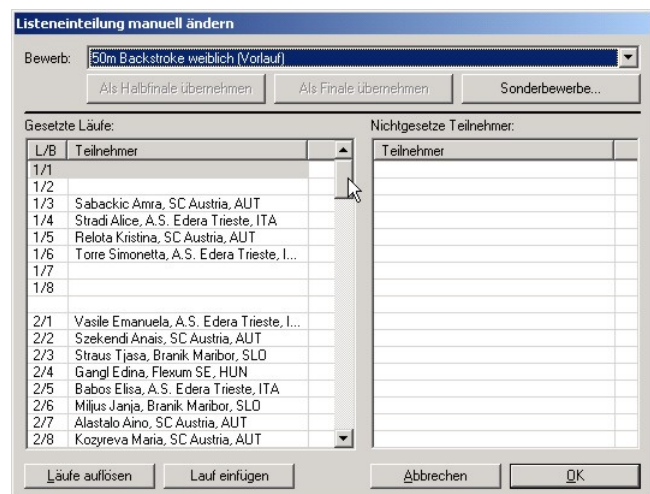 Listeneinteilung manuell ändern
Bewerb: 50m Backstroke weiblich (Vorlauf)
Als Halbfinale übernehmen Als Finale übernehmen Sonderbewerbe...
Gesetzte Läufe: Nichtgesetze Teilnehmer:
L/B Teilnehmer Teilnehmer
1/1
1/2
1/3 Sabackic Amra, SC Austria, AUT
1/4 Stradi Alice, A.S. Edera Trieste, ITA
1/5 Relota Kristina, SC Austria, AUT
1/6 Torre Simonetta, A.S. Edera Trieste, I...
1/7
1/8
2/1 Vasile Emanuela, A.S. Edera Trieste, I...
2/2 Szekendi Anais, SC Austria, AUT
2/3 Straus Tjasa, Branik Maribor, SLO
2/4 Gangl Edina, Flexum SE, HUN
2/5 Babos Elisa, A.S. Edera Trieste, ITA
2/6 Miljus Janja, Branik Maribor, SLO
2/7 Alastalo Aino, SC Austria, AUT
2/8 Kozyreva Maria, SC Austria, AUT
Läufe auflösen Lauf einfügen Abbrechen OK